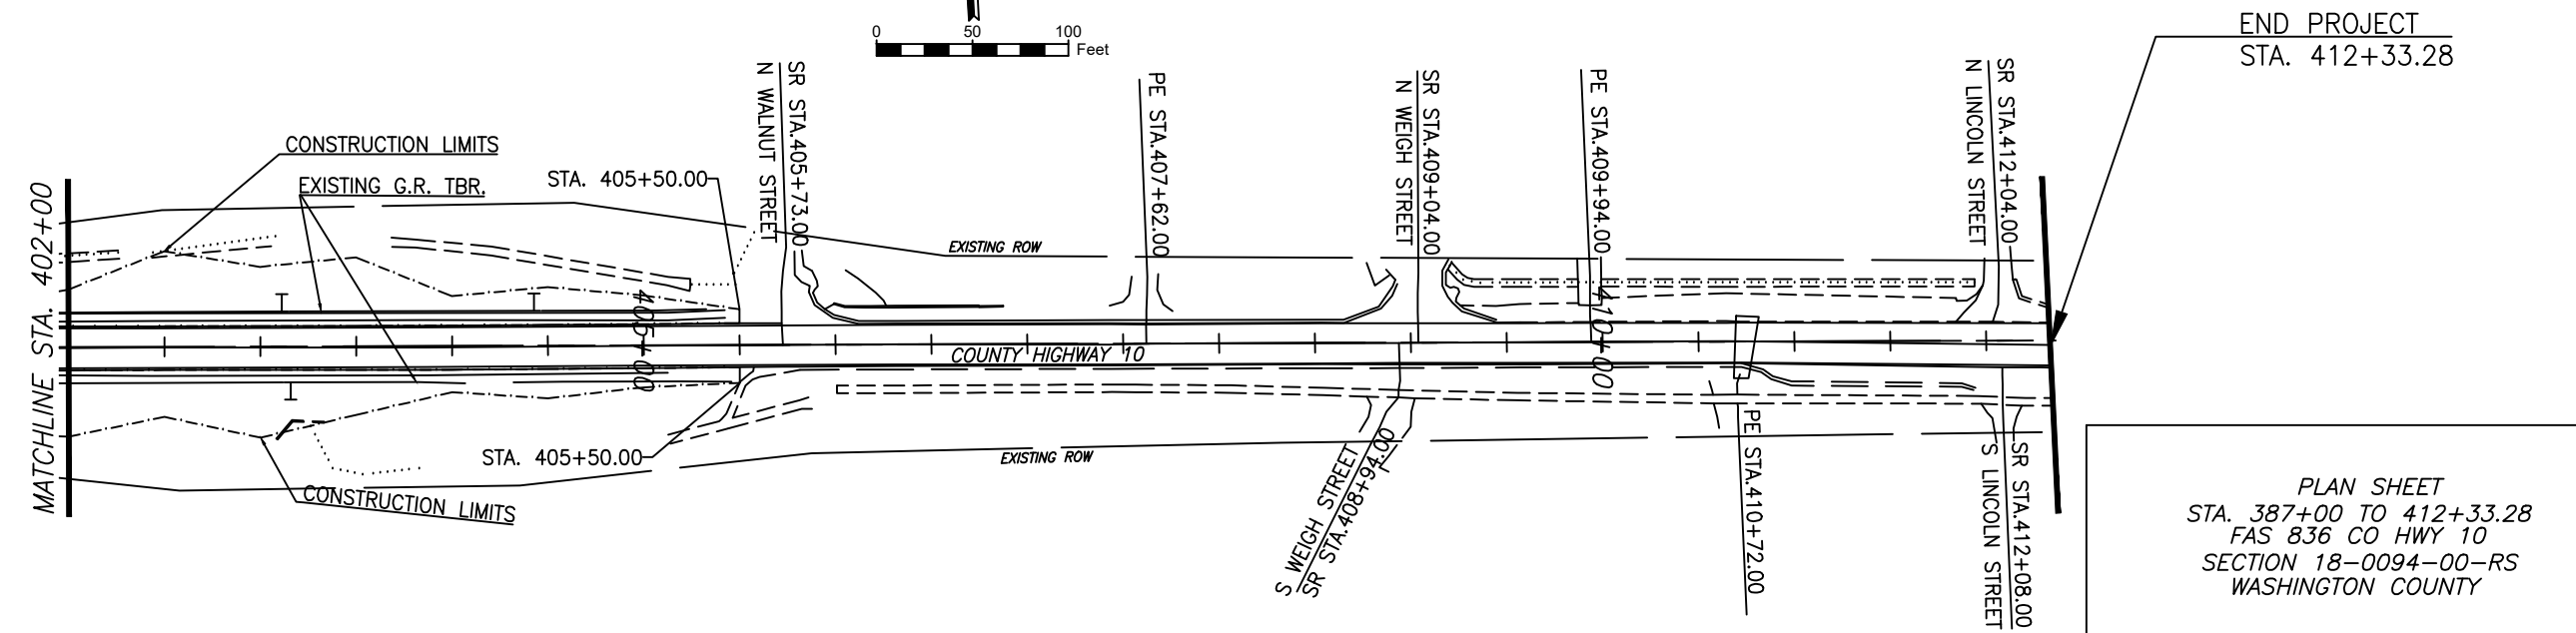 0 50 100
Feet
END PROJECT
STA. 412+33.28
N WALNUT STREET
SR STA.405+73.00
PE STA.407+62.00
N WEIGH STREET
SR STA.409+04.00
PE STA.409+94.00
N LINCOLN STREET
SR STA.412+04.00
CONSTRUCTION LIMITS
EXISTING G.R. TBR.
STA. 405+50.00
MATCHLINE STA. 402+00
EXISTING ROW
405+00
COUNTY HIGHWAY 10
410+00
STA. 405+50.00
EXISTING ROW
CONSTRUCTION LIMITS
S WEIGH STREET
SR STA.408+94.00
PE STA.410+72.00
S LINCOLN STREET
SR STA.412+08.00
PLAN SHEET
STA. 387+00 TO 412+33.28
FAS 836 CO HWY 10
SECTION 18-0094-00-RS
WASHINGTON COUNTY